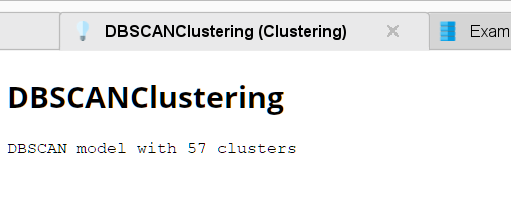 DBSCANClustering (Clustering)
Exam
DBSCANClustering
DBSCAN model with 57 clusters